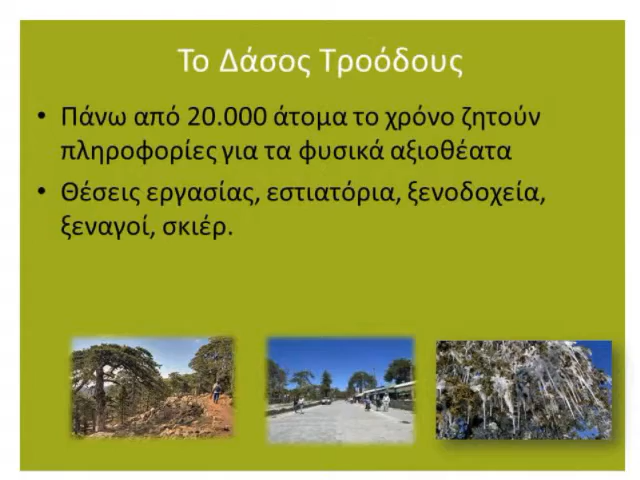 Το Δάσος Τροόδους
• Πάνω από 20.000 άτομα το χρόνο ζητούν
πληροφορίες για τα φυσικά αξιοθέατα
• Θέσεις εργασίας, εστιατόρια, ξενοδοχεία,
ξεναγοί, σκιέρ.